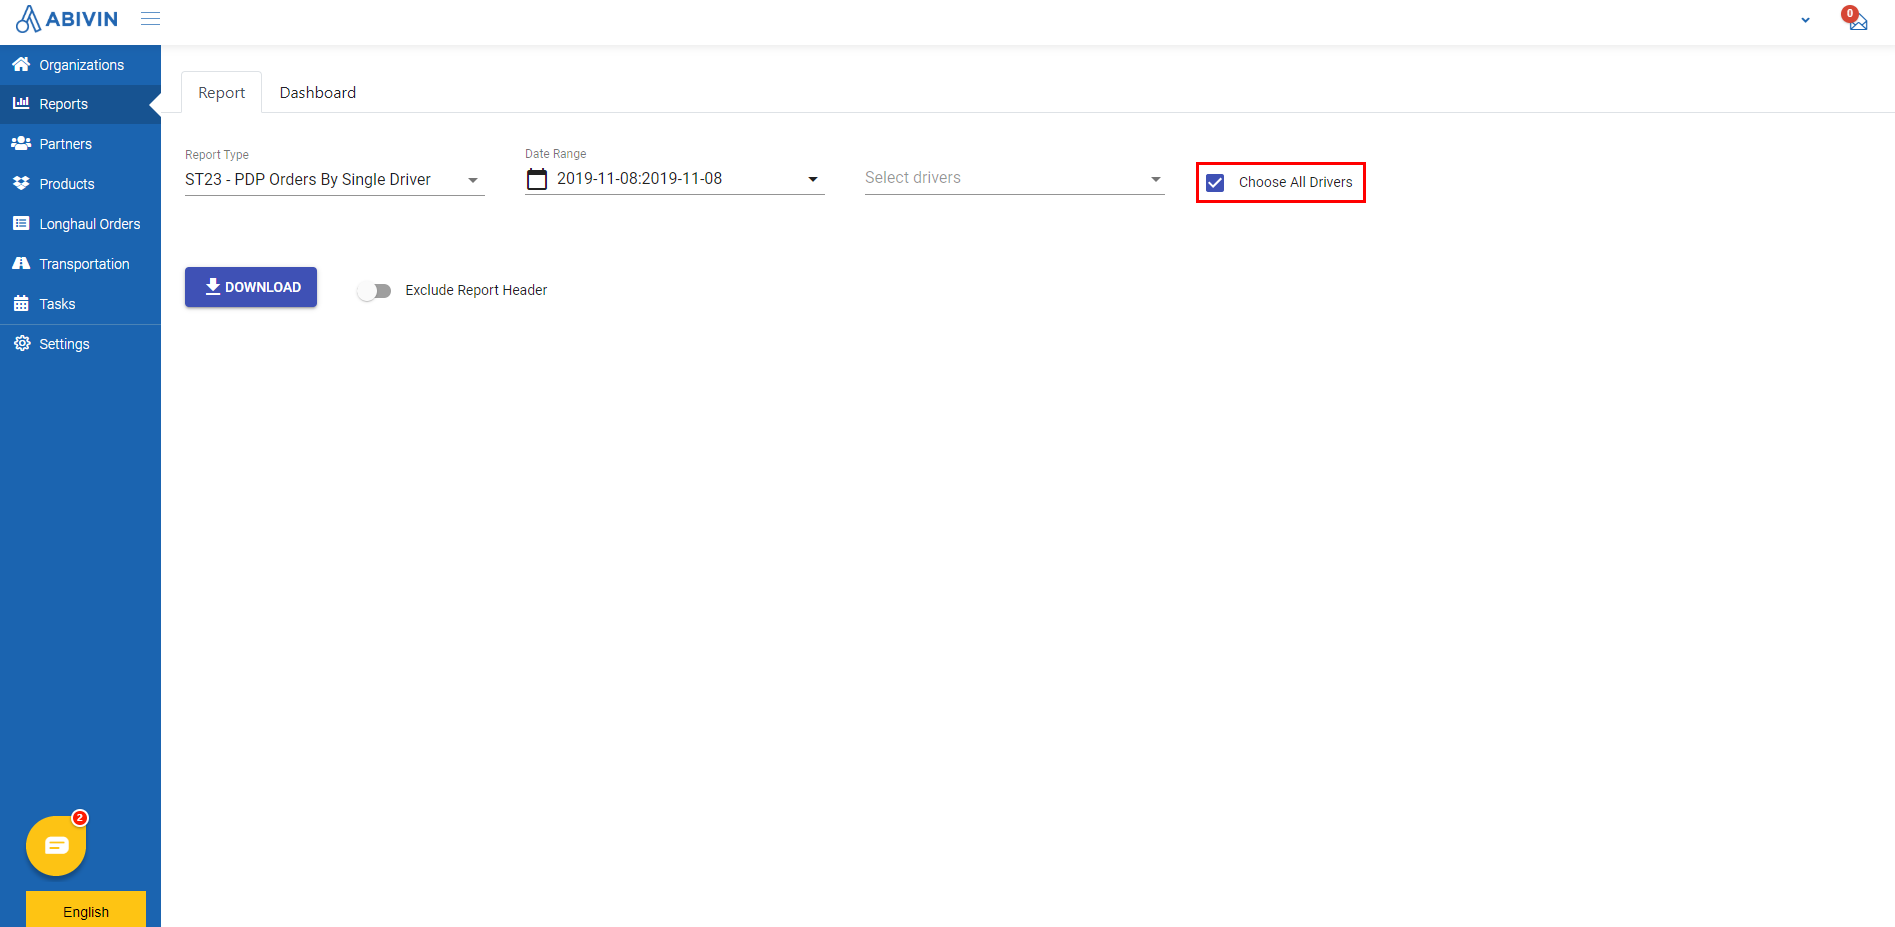 ABIVIN
0
Organizations
Reports
Partners
Products
Longhaul Orders
Transportation
Tasks
Settings
Report
Dashboard
Report Type
ST23 - PDP Orders By Single Driver
Date Range
2019-11-08:2019-11-08
Select drivers
Choose All Drivers
DOWNLOAD
Exclude Report Header
2
English